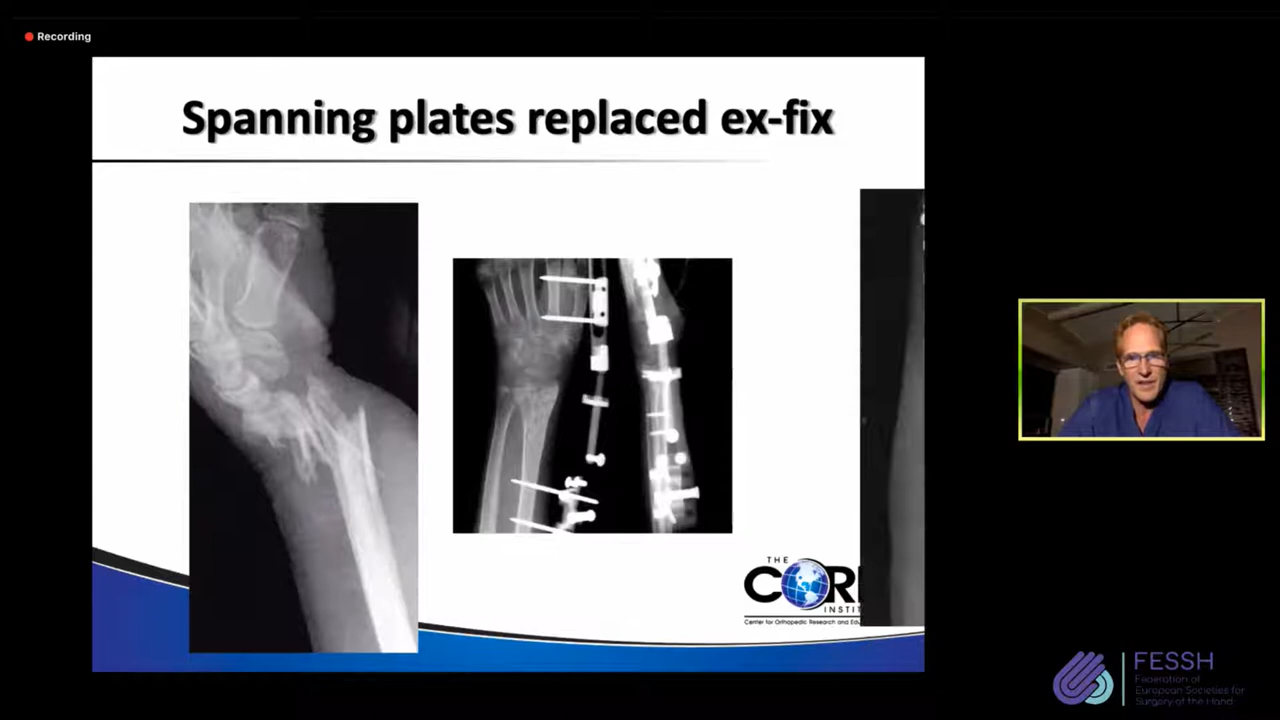 Recording
Spanning plates replaced ex-fix
THE
COR
INSTIT
Center for Orthopedic Research and Edu
FESSH
Federation of
European Societies for
Surgery of the Hand